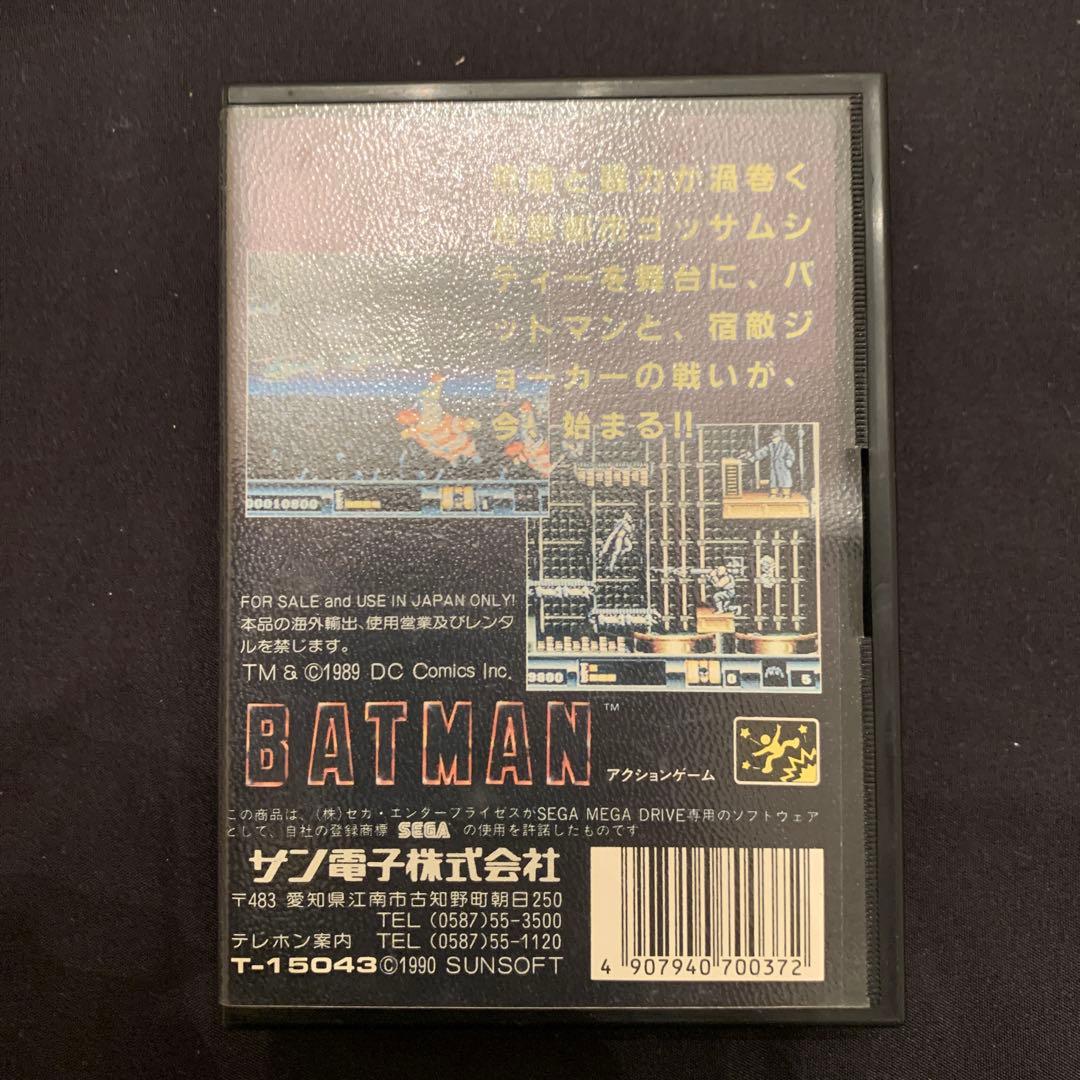 陰謀と暴力が渦巻く
犯罪都市ゴッサムシ
ティーを舞台に、バ
ットマンと、宿敵ジ
ョーカーの戦いが、
今、始まる!!
00010800
1
9800
6
5
FOR SALE and USE IN JAPAN ONLY!
本品の海外輸出、使用営業及びレンタ
ルを禁じます。
TM & ©1989 DC Comics Inc.
BATMAN™
アクションゲーム
この商品は、(株)セガ・エンタープライゼスがSEGA MEGA DRIVE専用のソフトウェア
として、自社の登録商標 SEGA の使用を許諾したものです
サン電子株式会社
〒483 愛知県江南市古知野町朝日250
TEL (0587)55-3500
テレホン案内 TEL (0587)55-1120
T-15043 ©1990 SUNSOFT
4 907940 700372